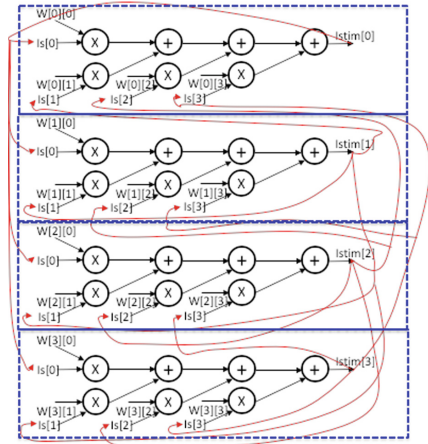 W[0][0]
Is[0] X + + + Istim[0]
X X X
W[0][1] W[0][2] W[0][3]
Is[1] Is[2] Is[3]
W[1][0]
Is[0] X + + + Istim[1]
X X X
W[1][1] W[1][2] W[1][3]
Is[1] Is[2] Is[3]
W[2][0]
Is[0] X + + + Istim[2]
X X X
W[2][1] W[2][2] W[2][3]
Is[1] Is[2] Is[3]
W[3][0]
Is[0] X + + + Istim[3]
X X X
W[3][1] W[3][2] W[3][3]
Is[1] Is[2] Is[3]